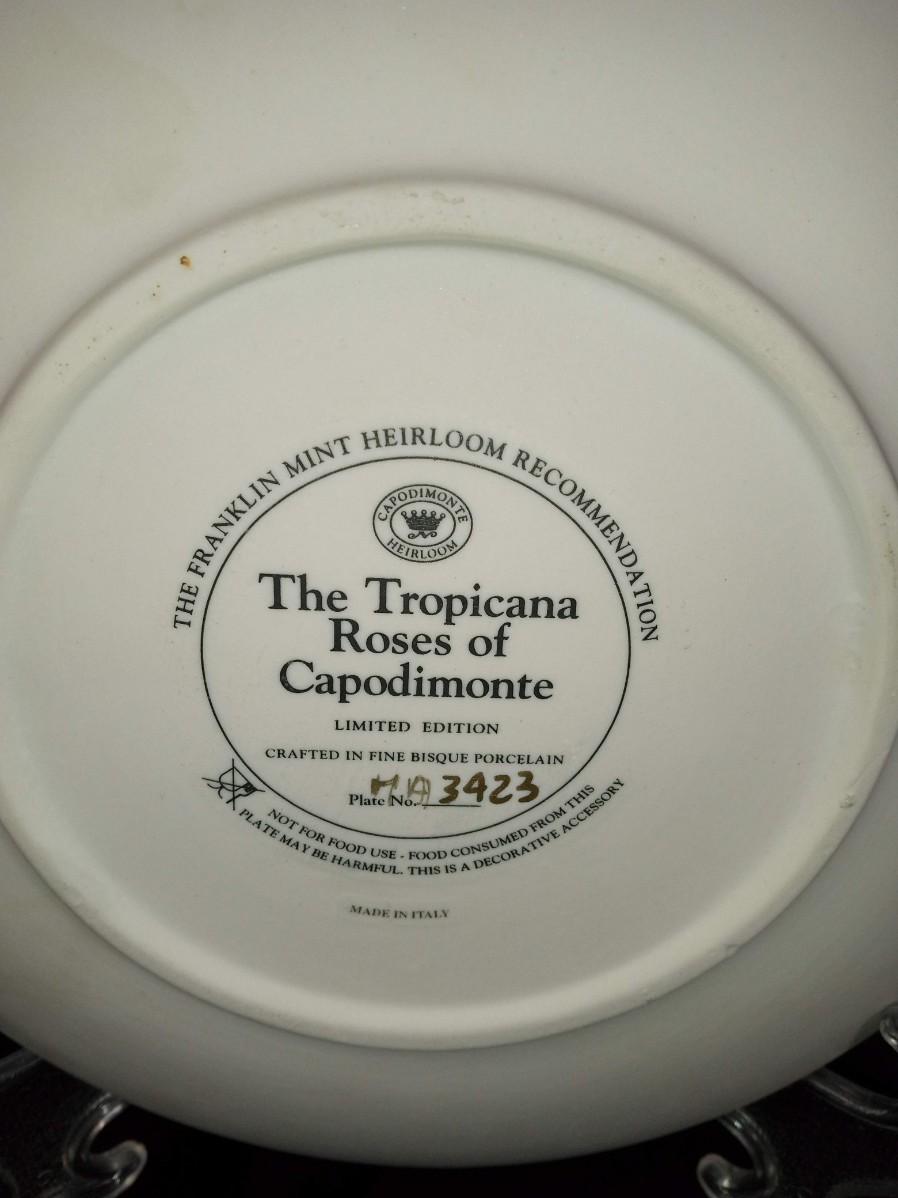 THE FRANKLIN MINT HEIRLOOM RECOMMENDATION
CAPODIMONTE
HEIRLOOM
The Tropicana
Roses of
Capodimonte
LIMITED EDITION
CRAFTED IN FINE BISQUE PORCELAIN
Plate No. HA 3423
NOT FOR FOOD USE - FOOD CONSUMED FROM THIS
PLATE MAY BE HARMFUL. THIS IS A DECORATIVE ACCESSORY
MADE IN ITALY